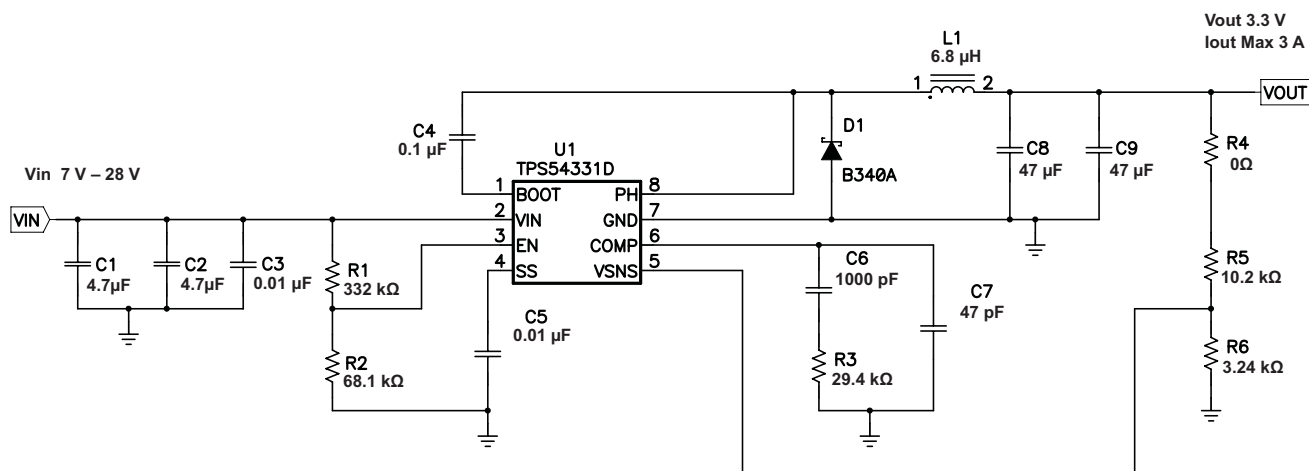 Vout 3.3 V
Iout Max 3 A
L1
6.8 µH
1 2
VOUT
C4
0.1 µF
D1
B340A
C8
47 µF
C9
47 µF
R4
0Ω
U1
TPS54331D
Vin 7 V – 28 V
VIN
1 BOOT PH 8
2 VIN GND 7
3 EN COMP 6
4 SS VSNS 5
C1
4.7µF
C2
4.7µF
C3
0.01 µF
R1
332 kΩ
C5
0.01 µF
R2
68.1 kΩ
C6
1000 pF
C7
47 pF
R3
29.4 kΩ
R5
10.2 kΩ
R6
3.24 kΩ